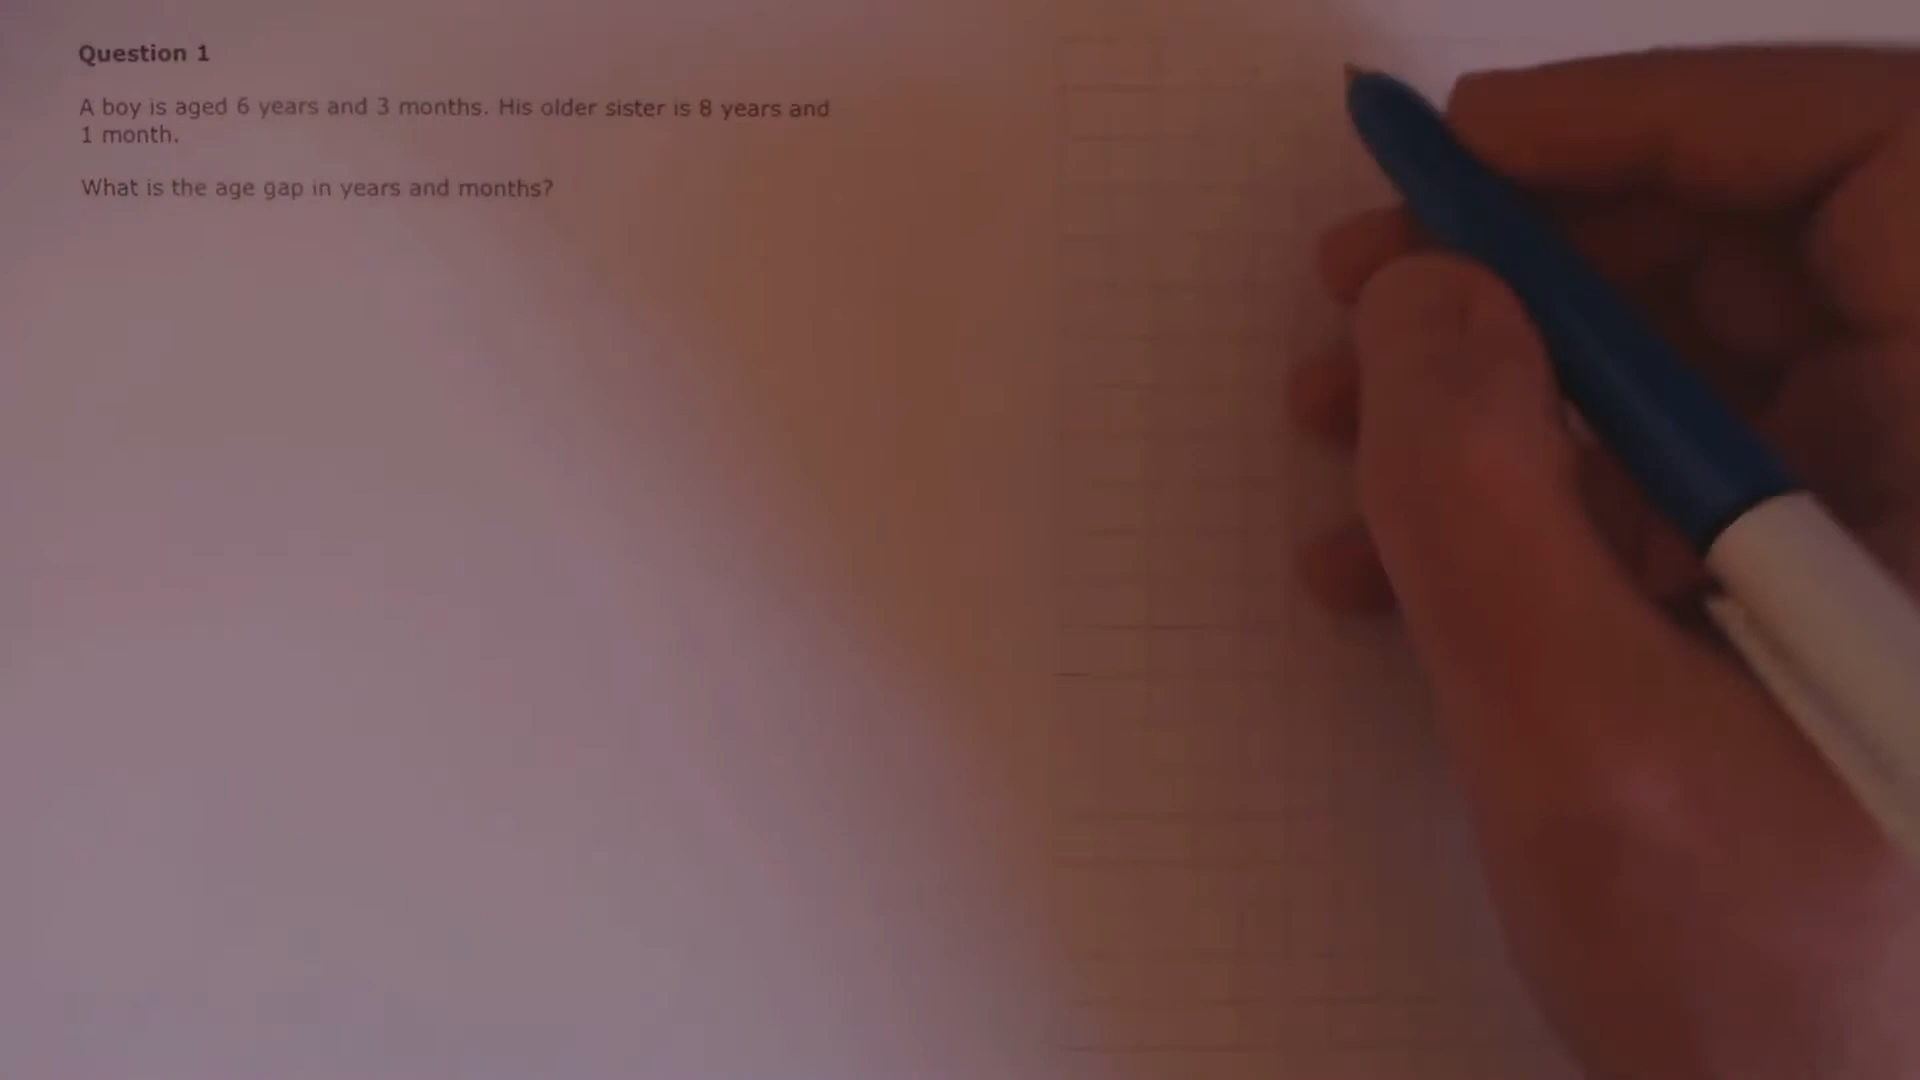 Question 1
A boy is aged 6 years and 3 months. His older sister is 8 years and
1 month.
What is the age gap in years and months?